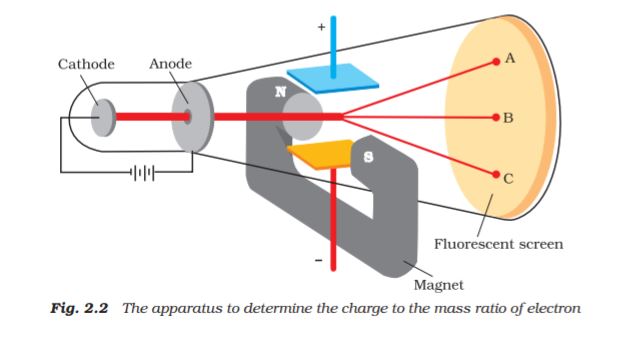 +
Cathode Anode
A
N
B
S
C
Fluorescent screen
–
Magnet
Fig. 2.2 The apparatus to determine the charge to the mass ratio of electron